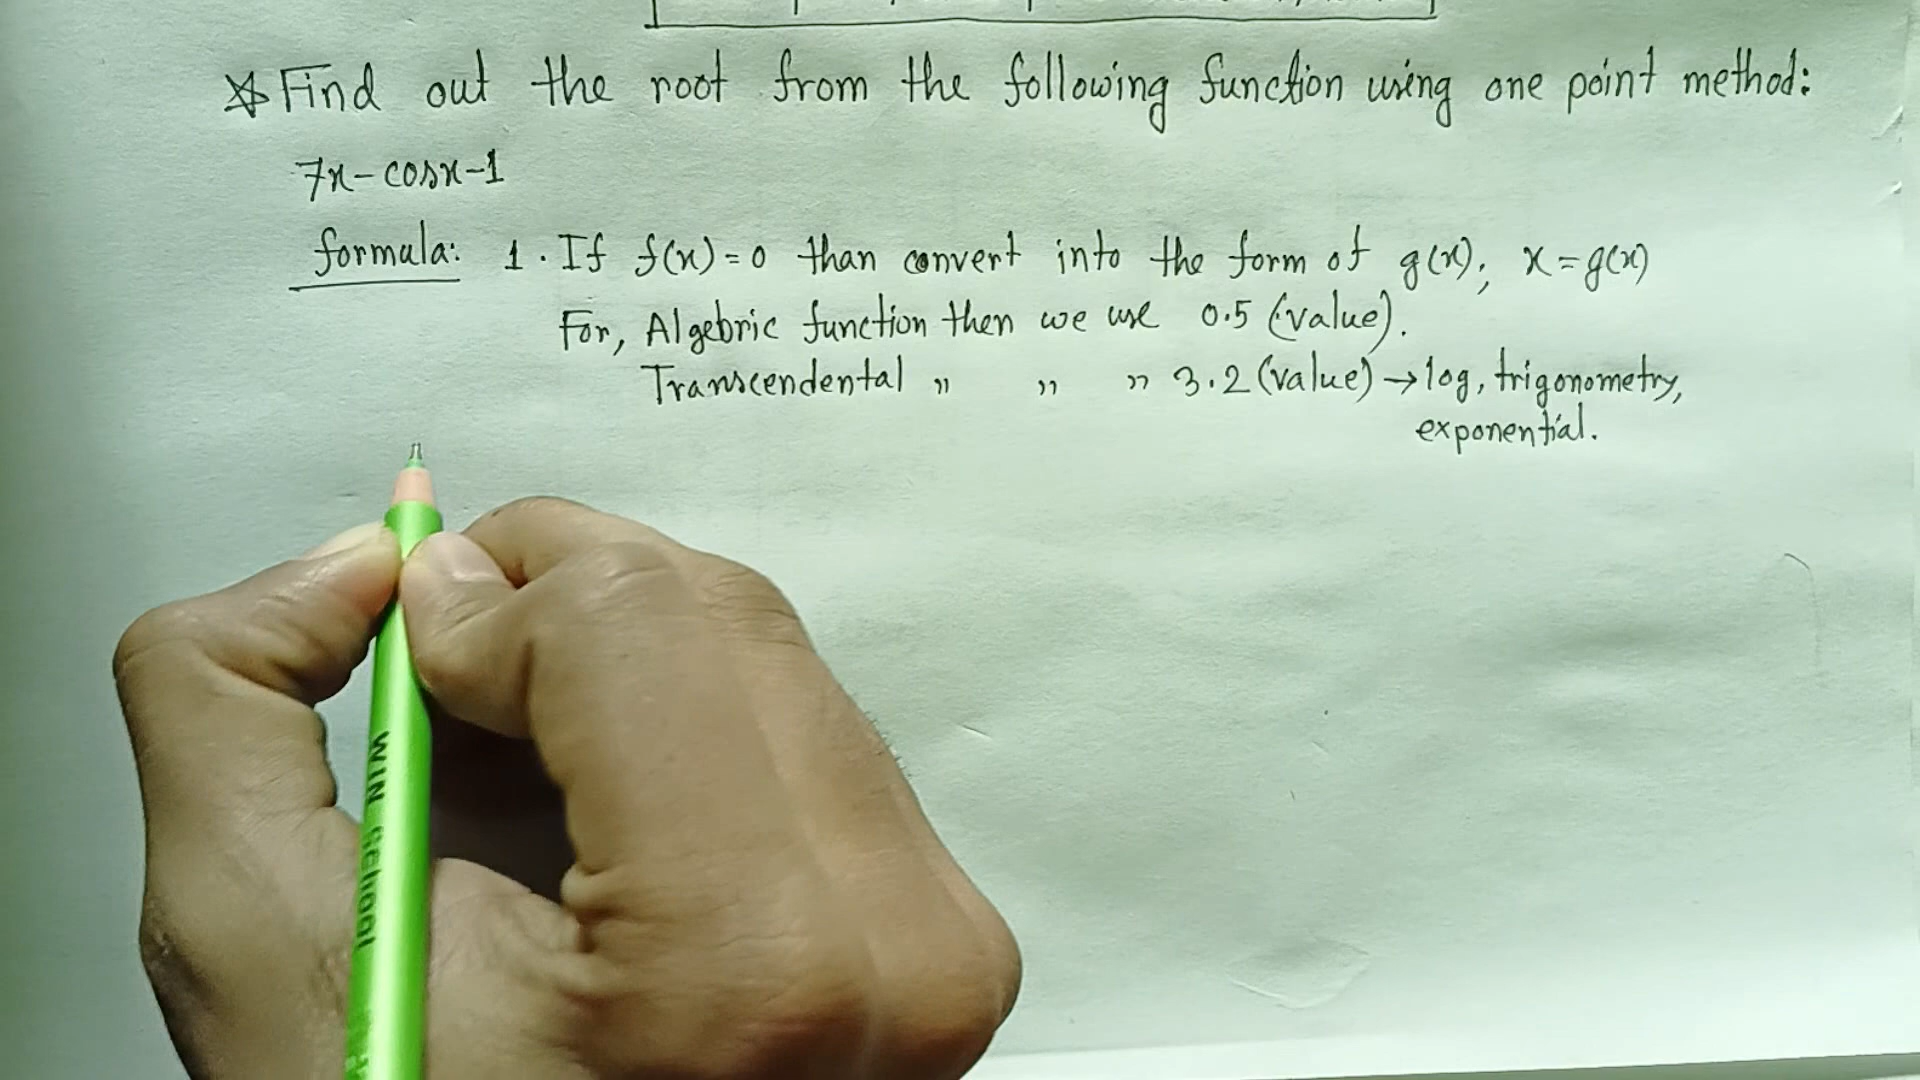 Find out the root from the following function using one point method:
7x-cosx-1
formula: 1. If f(x)=0 than convert into the form of g(x); x=g(x)
For, Algebric function then we use 0.5 (value).
Transcendental " " " 3.2 (value) → log, trigonometry,
exponential.
WIN School